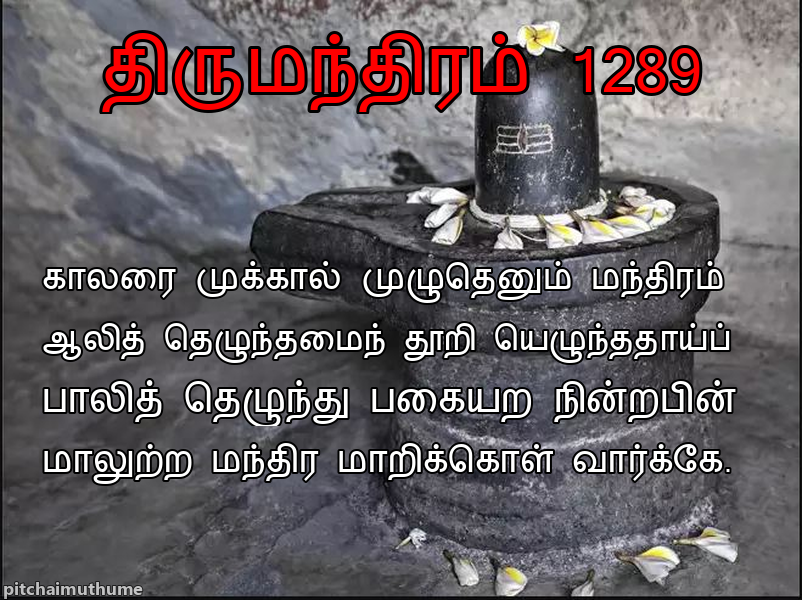 திருமந்திரம் 1289
காலரை முக்கால் முழுதெனும் மந்திரம்
ஆலித் தெழுந்தமைந் தூறி யெழுந்ததாய்ப்
பாலித் தெழுந்து பகையற நின்றபின்
மாலுற்ற மந்திர மாறிக்கொள் வார்க்கே.
pitchaimuthume